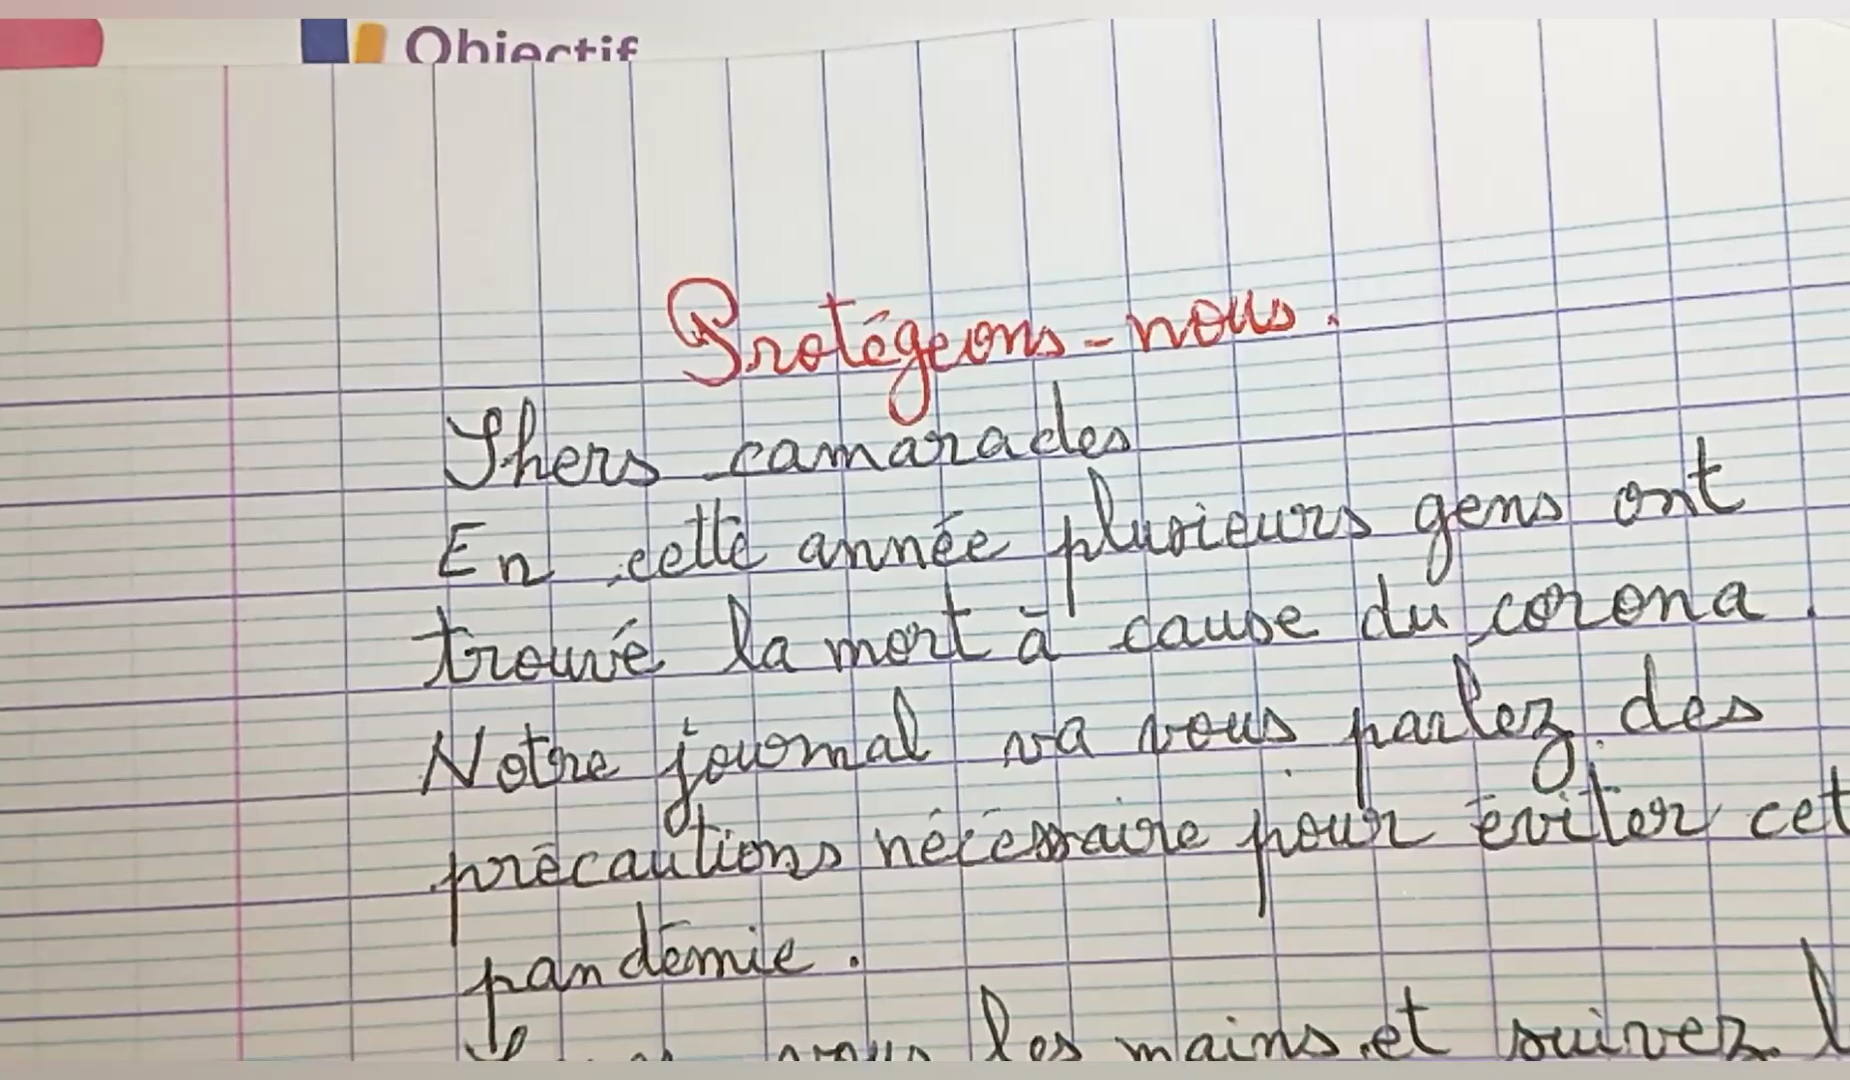 Objectif
Protégeons-nous.
Chers camarades
En cette année plusieurs gens ont
trouvé la mort à cause du corona.
Notre journal va vous parlez des
précautions nécessaire pour éviter cet
pandémie.
vous les mains et suivez